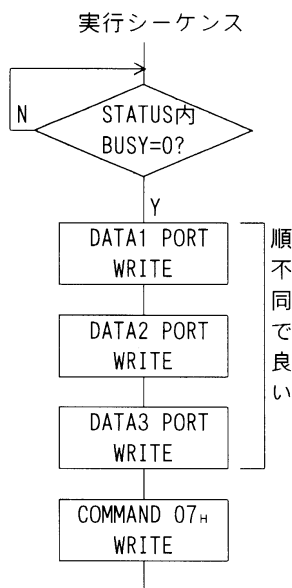 実行シーケンス
N
STATUS内
BUSY=0?
Y
DATA1 PORT
WRITE
DATA2 PORT
WRITE
DATA3 PORT
WRITE
順不同で良い
COMMAND 07H
WRITE